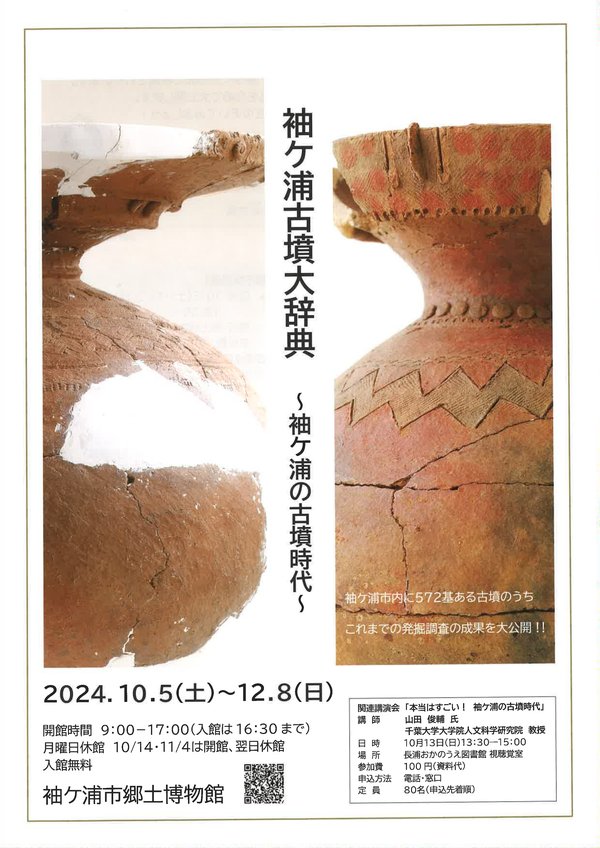 袖ケ浦古墳大辞典
～袖ケ浦の古墳時代～
袖ケ浦市内に572基ある古墳のうち
これまでの発掘調査の成果を大公開!!
2024.10.5(土)～12.8(日)
開館時間 9:00－17:00(入館は16:30まで)
月曜日休館 10/14・11/4は開館、翌日休館
入館無料
袖ケ浦市郷土博物館
関連講演会 「本当はすごい! 袖ケ浦の古墳時代」
講師 山田 俊輔 氏
千葉大学大学院人文科学研究院 教授
日時 10月13日(日)13:30－15:00
場所 長浦おかのうえ図書館 視聴覚室
参加費 100円(資料代)
申込方法 電話・窓口
定員 80名(申込先着順)